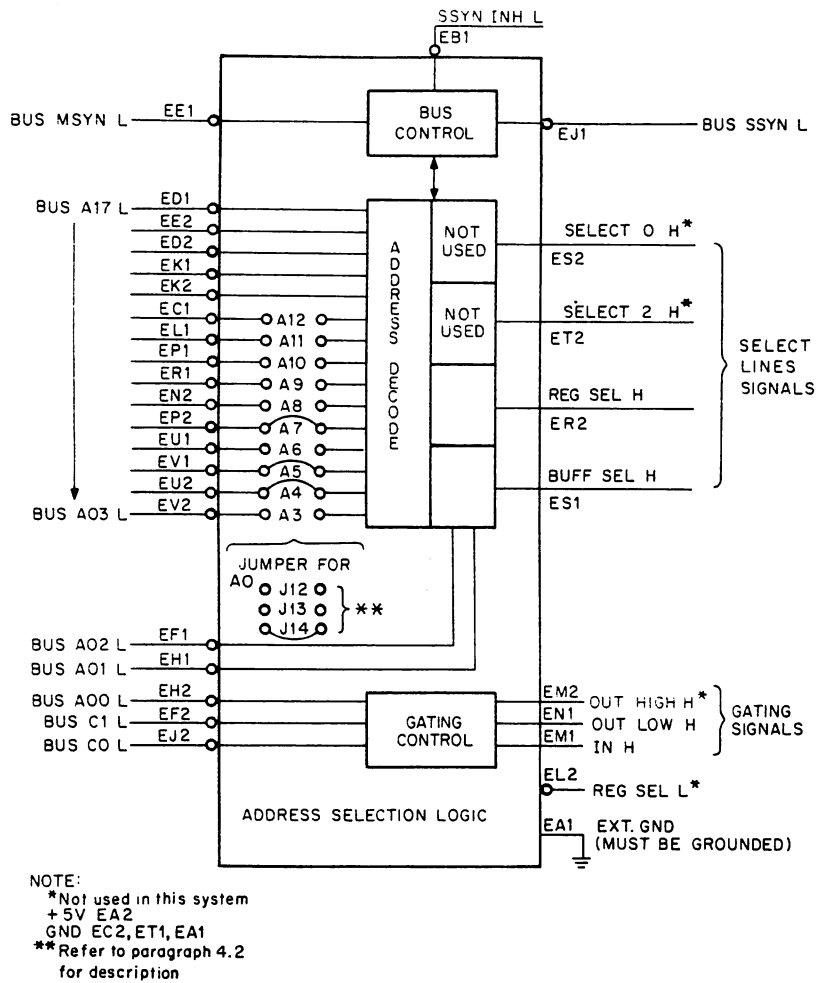 SSYN INH L
EB1
BUS MSYN L
EE1
BUS
CONTROL
EJ1
BUS SSYN L
BUS A17 L
ED1
EE2
ED2
EK1
EK2
EC1
EL1
EP1
ER1
EN2
EP2
EU1
EV1
EU2
EV2
BUS A03 L
A12
A11
A10
A9
A8
A7
A6
A5
A4
A3
ADDRESS DECODE
NOT
USED
NOT
USED
SELECT 0 H*
ES2
SELECT 2 H*
ET2
REG SEL H
ER2
BUFF SEL H
ES1
SELECT
LINES
SIGNALS
JUMPER FOR
A0
J12
J13
J14
**
BUS A02 L
EF1
BUS A01 L
EH1
BUS A00 L
EH2
BUS C1 L
EF2
BUS C0 L
EJ2
GATING
CONTROL
EM2
OUT HIGH H*
EN1
OUT LOW H
EM1
IN H
GATING
SIGNALS
EL2
REG SEL L*
ADDRESS SELECTION LOGIC
EA1
EXT. GND
(MUST BE GROUNDED)
NOTE:
*Not used in this system
+5V EA2
GND EC2, ET1, EA1
**Refer to paragraph 4.2
for description